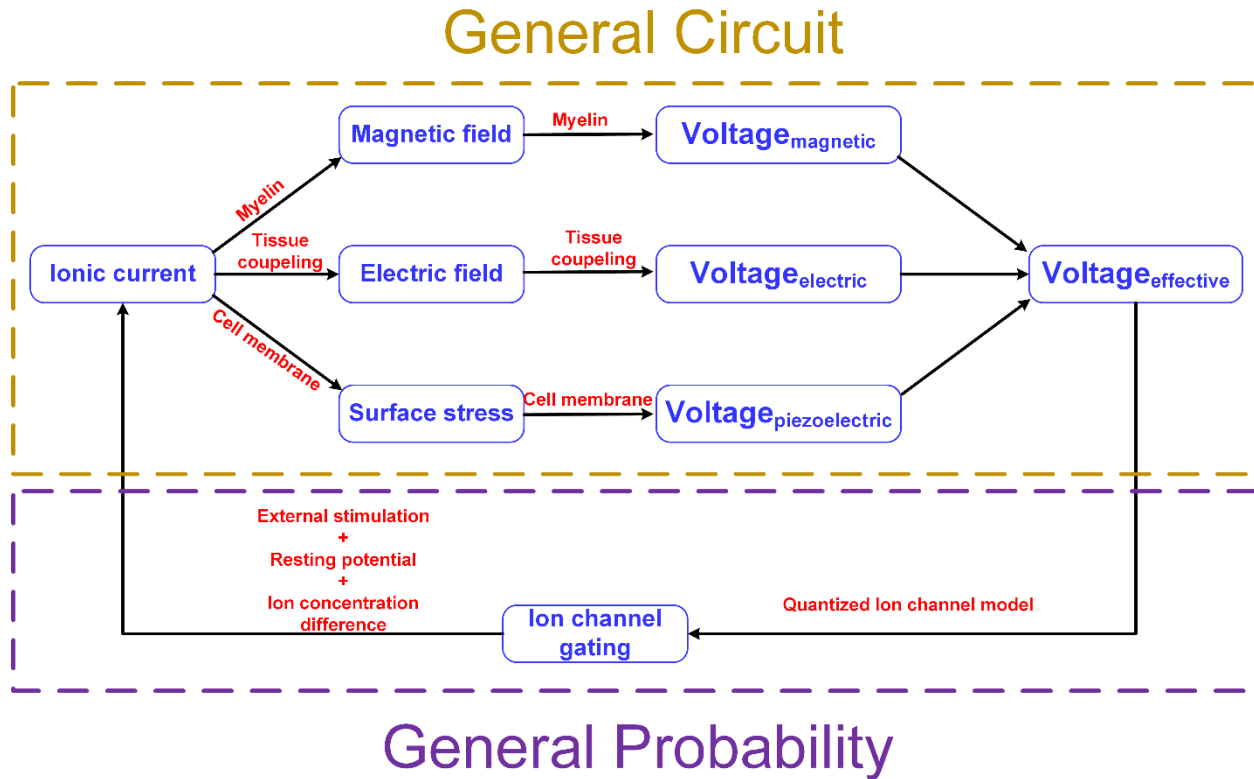 General Circuit
Myelin
Magnetic field
Voltagemagnetic
Myelin
Tissue
coupeling
Tissue
coupeling
Ionic current
Electric field
Voltageelectric
Voltageeffective
Cell membrane
Cell membrane
Surface stress
Voltagepiezoelectric
External stimulation
+
Resting potential
+
Ion concentration
difference
Quantized Ion channel model
Ion channel
gating
General Probability